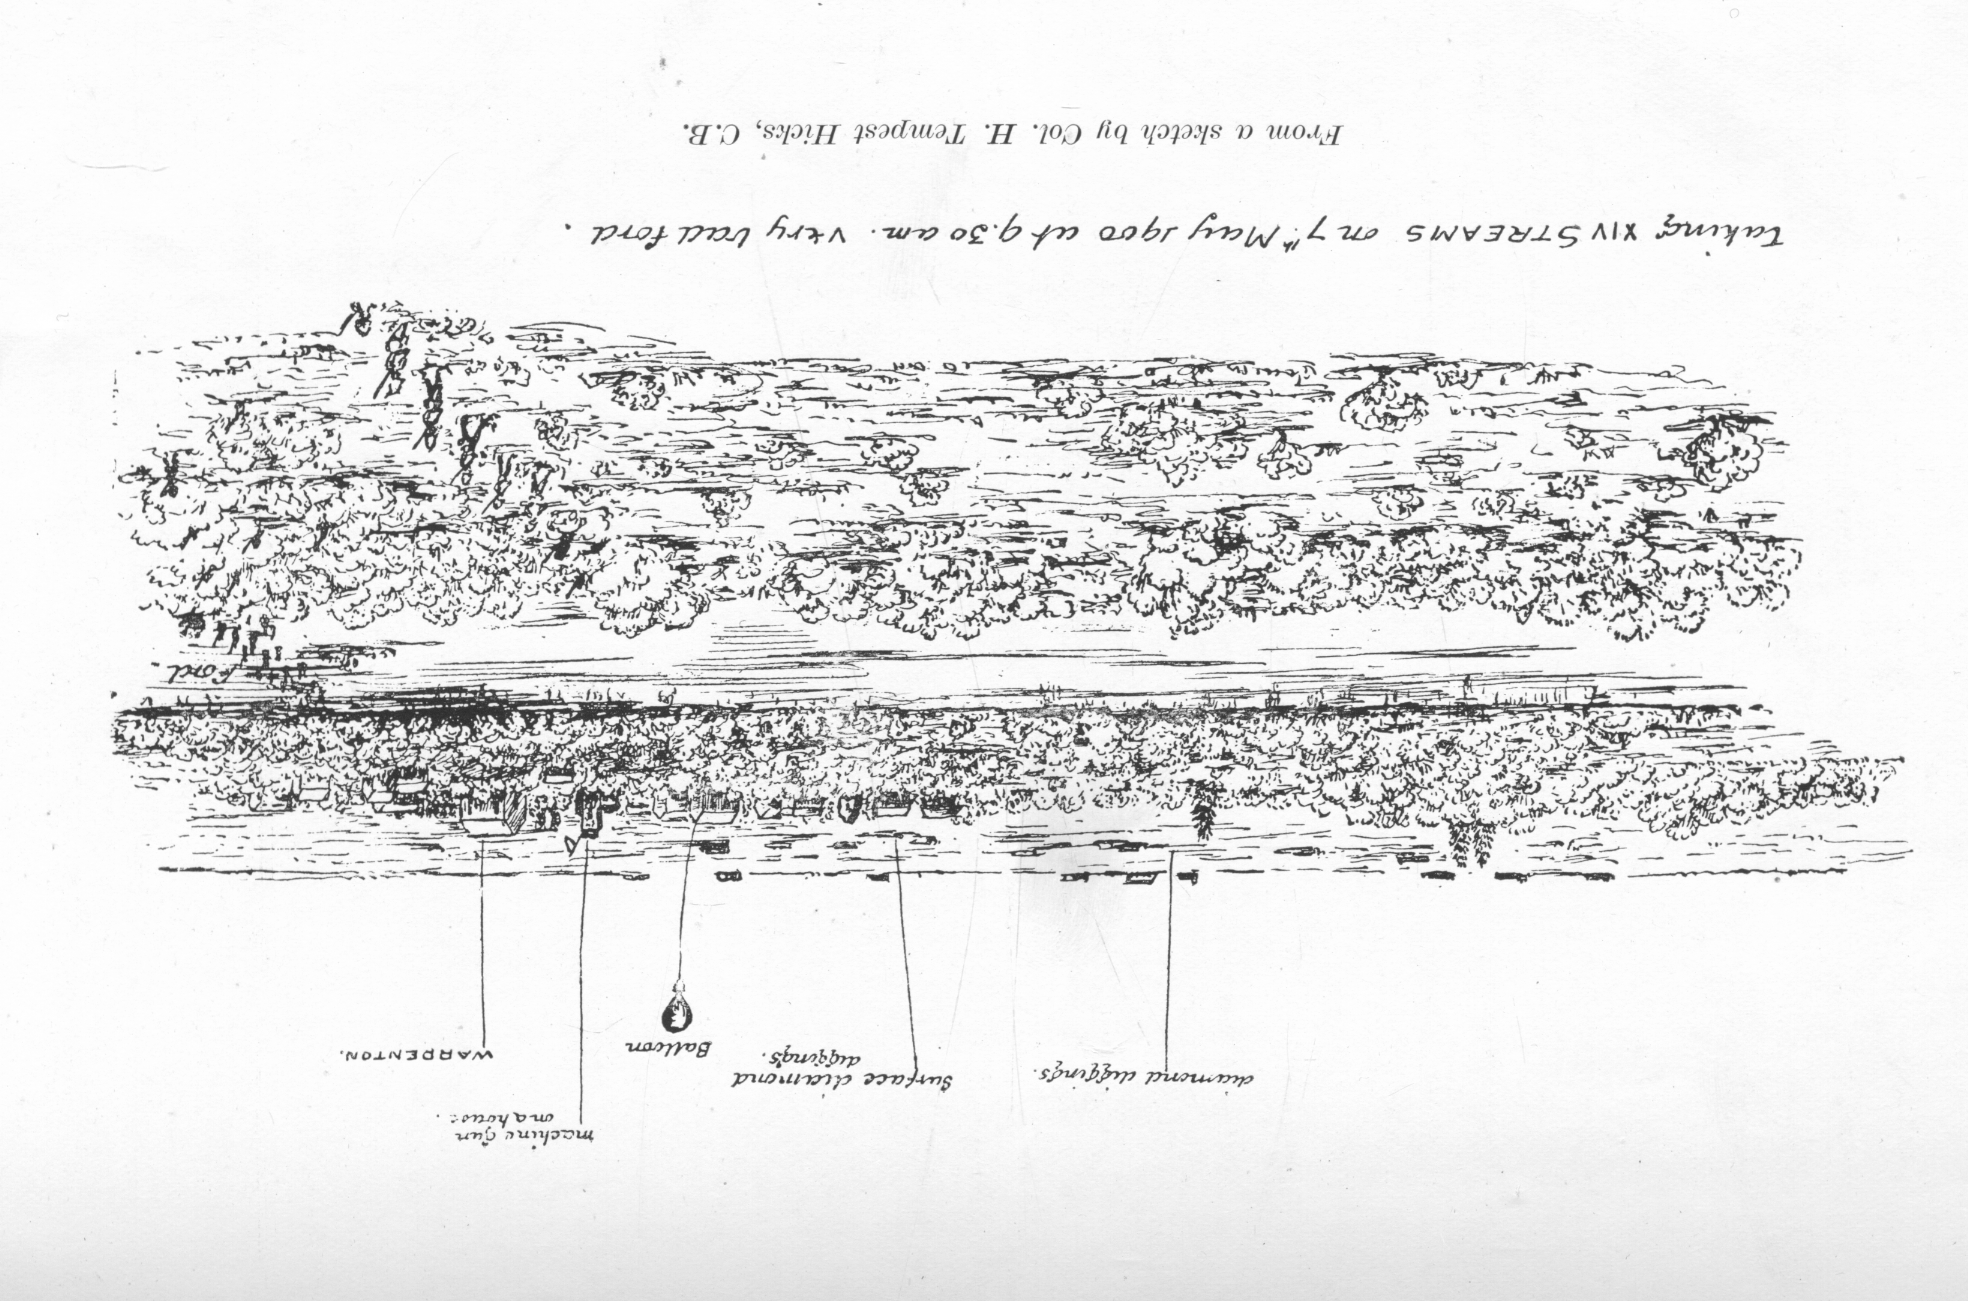 machine Gun
on a house.
diamond diggings.
Surface diamond
diggings.
Balloon
WARRENTON.
Ford.
Taking XIV STREAMS on 7th May 1900 at 9.30 am. Very bad ford.
From a sketch by Col. H. Tempest Hicks, C.B.